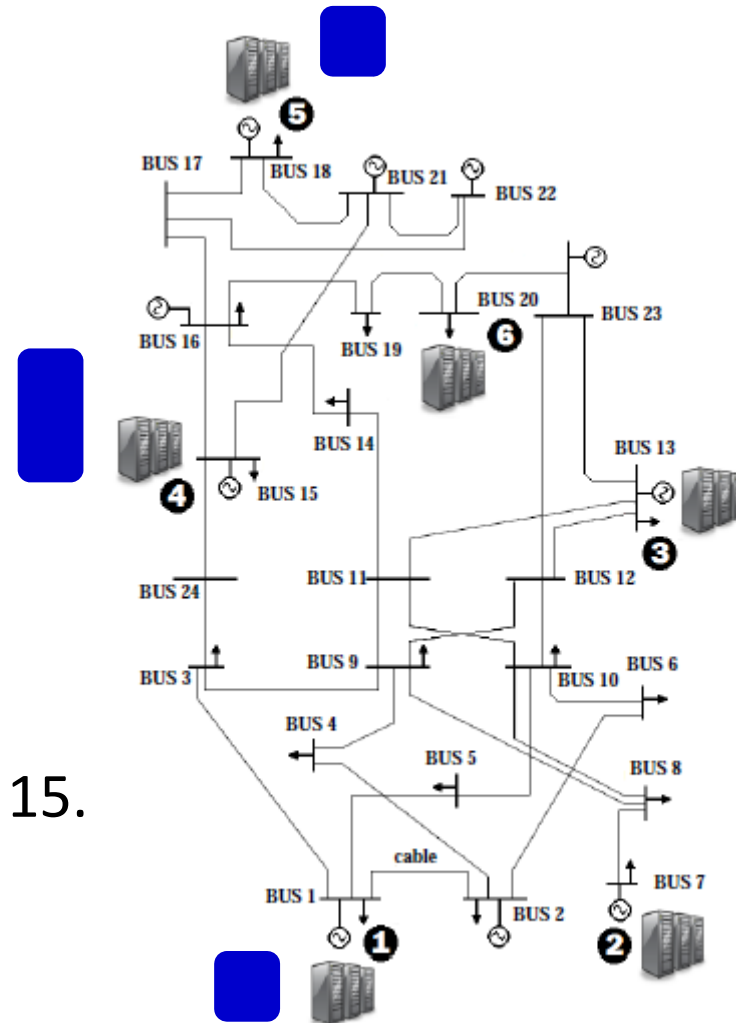 5
BUS 17
BUS 18
BUS 21
BUS 22
BUS 16
BUS 19
BUS 20
6
BUS 23
BUS 14
BUS 13
BUS 15
4
3
BUS 24
BUS 11
BUS 12
BUS 3
BUS 9
BUS 10
BUS 6
BUS 4
BUS 5
BUS 8
15.
cable
BUS 1
BUS 2
BUS 7
1
2